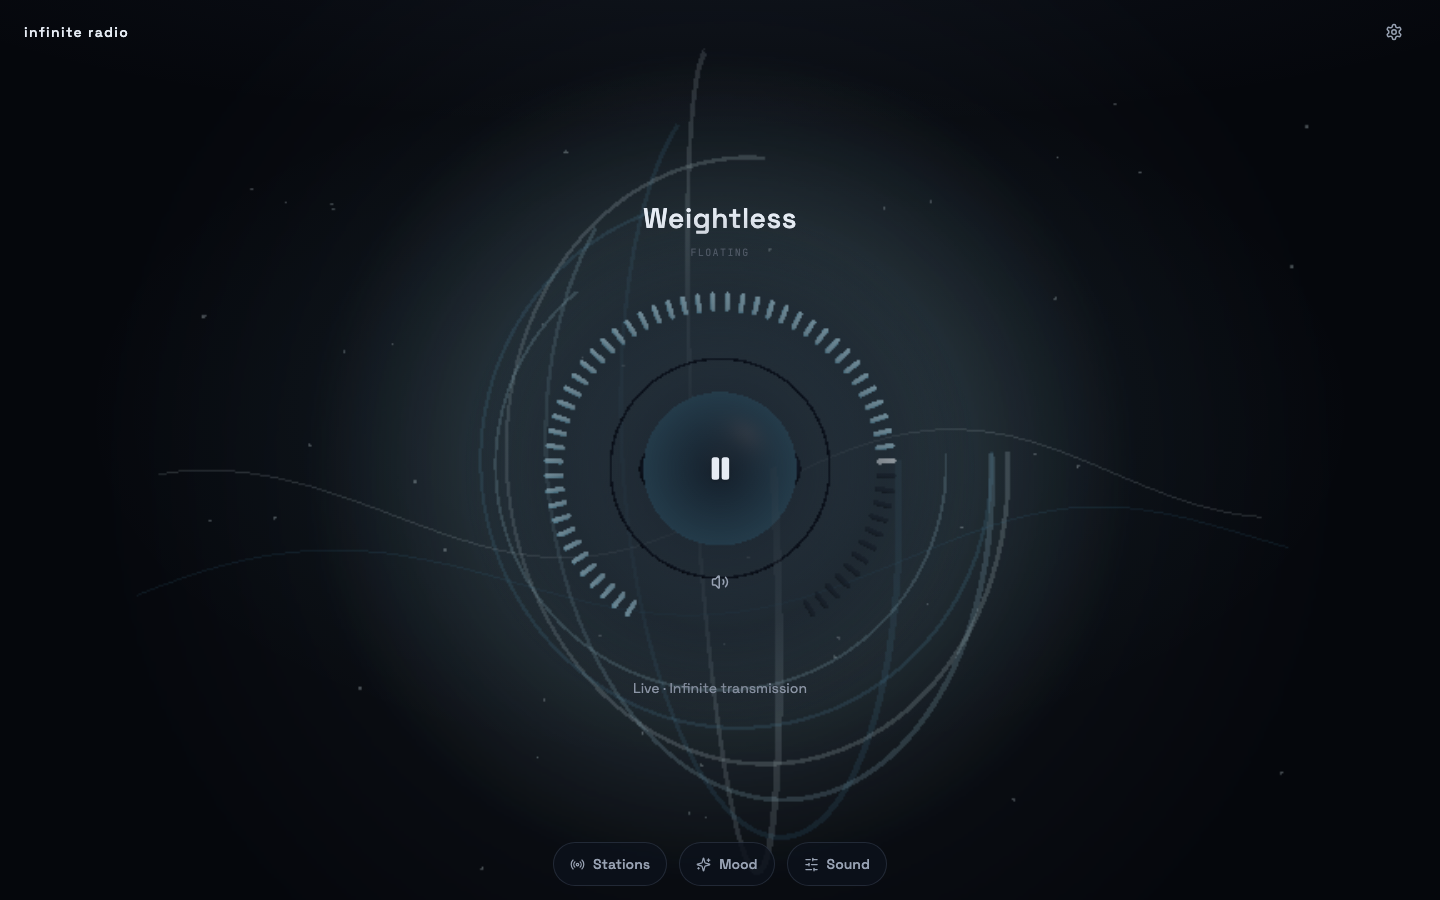 infinite radio
Weightless
FLOATING
Live · Infinite transmission
Stations
Mood
Sound